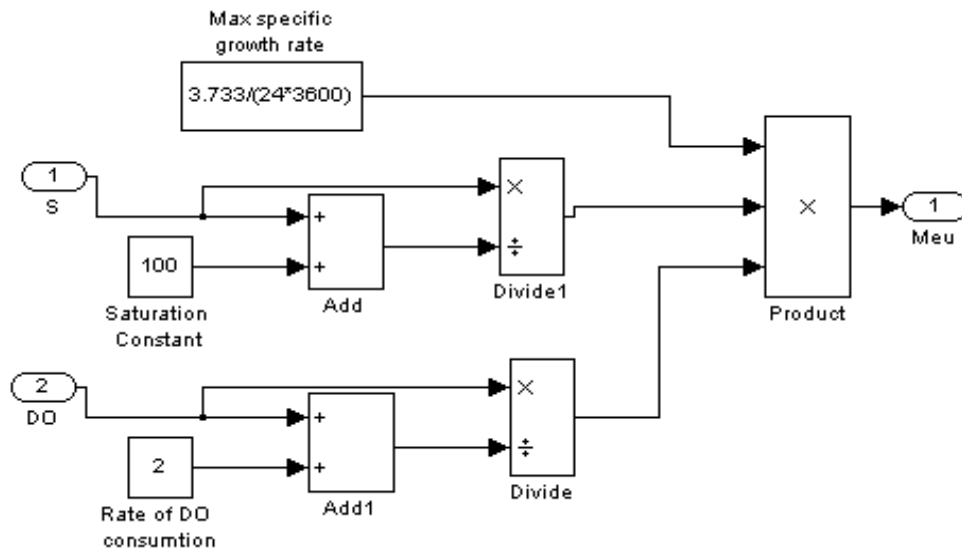 Max specific
growth rate
3.733/(24*3600)
1
S
100
Saturation
Constant
+
+
Add
×
÷
Divide1
×
Product
1
Meu
2
DO
2
Rate of DO
consumtion
+
+
Add1
×
÷
Divide